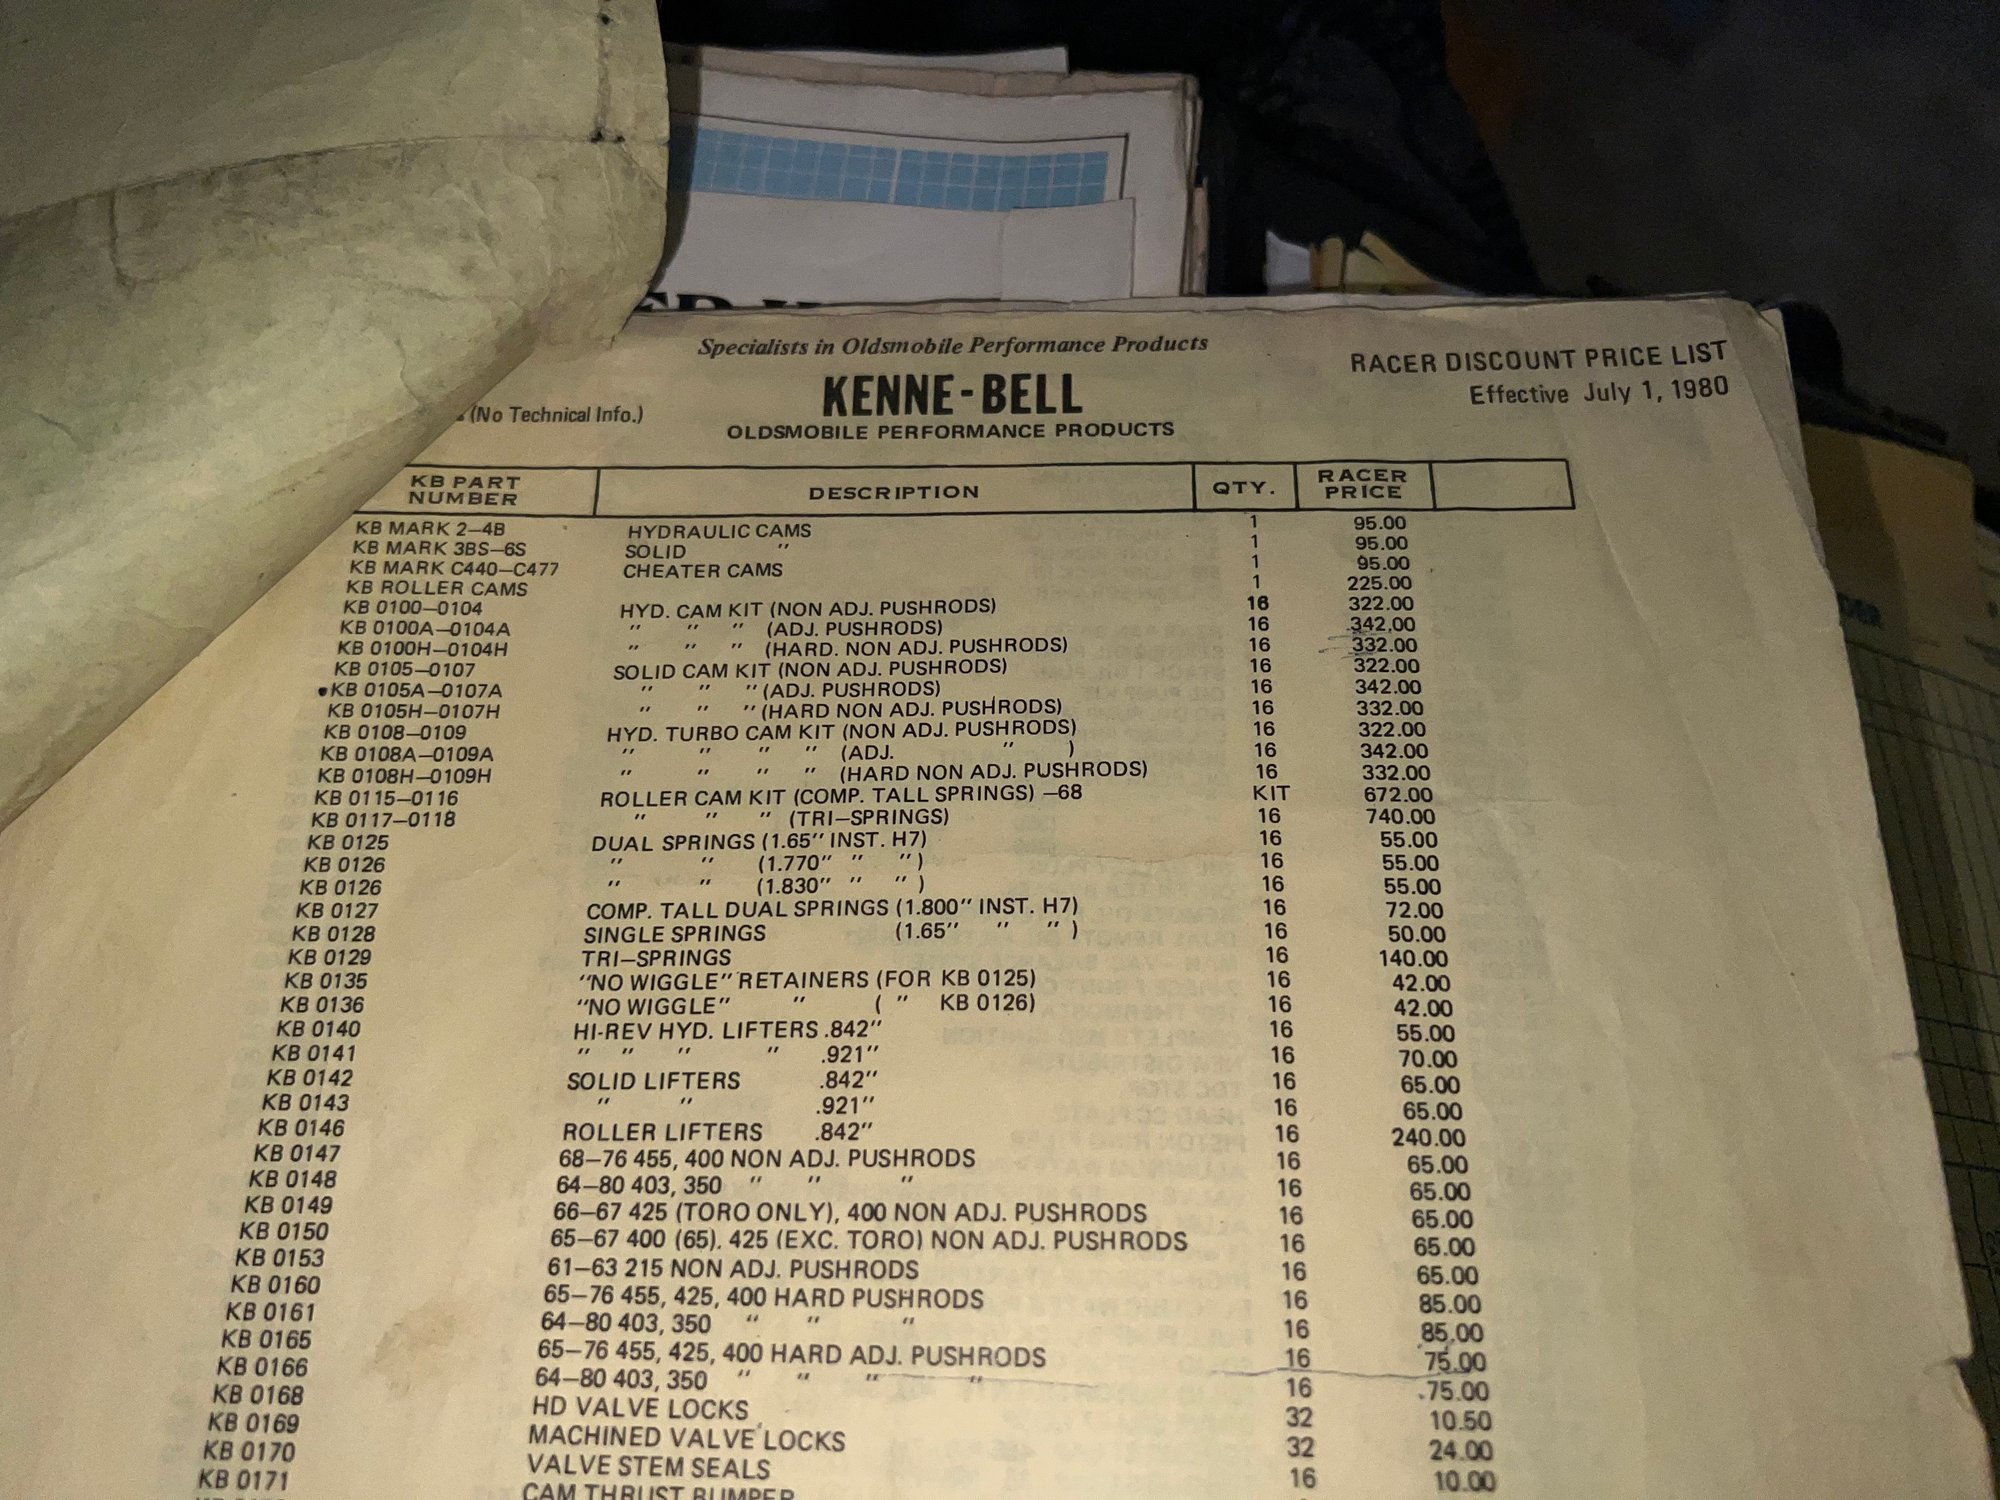 ED
Specialists in Oldsmobile Performance Products
RACER DISCOUNT PRICE LIST
KENNE-BELL
Effective July 1, 1980
(No Technical Info.)
OLDSMOBILE PERFORMANCE PRODUCTS
KB PART NUMBER DESCRIPTION QTY. RACER PRICE
KB MARK 2–4B HYDRAULIC CAMS 1 95.00
KB MARK 3BS–6S SOLID " 1 95.00
KB MARK C440–C477 CHEATER CAMS 1 95.00
KB ROLLER CAMS 1 225.00
KB 0100–0104 HYD. CAM KIT (NON ADJ. PUSHRODS) 16 322.00
KB 0100A–0104A " " " (ADJ. PUSHRODS) 16 342.00
KB 0100H–0104H " " " (HARD. NON ADJ. PUSHRODS) 16 332.00
KB 0105–0107 SOLID CAM KIT (NON ADJ. PUSHRODS) 16 322.00
•KB 0105A–0107A " " " (ADJ. PUSHRODS) 16 342.00
KB 0105H–0107H " " " (HARD NON ADJ. PUSHRODS) 16 332.00
KB 0108–0109 HYD. TURBO CAM KIT (NON ADJ. PUSHRODS) 16 322.00
KB 0108A–0109A " " " " (ADJ. " ) 16 342.00
KB 0108H–0109H " " " " (HARD NON ADJ. PUSHRODS) 16 332.00
KB 0115–0116 ROLLER CAM KIT (COMP. TALL SPRINGS) –68 KIT 672.00
KB 0117–0118 " " " (TRI–SPRINGS) 16 740.00
KB 0125 DUAL SPRINGS (1.65" INST. H7) 16 55.00
KB 0126 " " (1.770" " " ) 16 55.00
KB 0126 " " (1.830" " " ) 16 55.00
KB 0127 COMP. TALL DUAL SPRINGS (1.800" INST. H7) 16 72.00
KB 0128 SINGLE SPRINGS (1.65" " " ) 16 50.00
KB 0129 TRI–SPRINGS 16 140.00
KB 0135 "NO WIGGLE" RETAINERS (FOR KB 0125) 16 42.00
KB 0136 "NO WIGGLE" " ( " KB 0126) 16 42.00
KB 0140 HI-REV HYD. LIFTERS .842" 16 55.00
KB 0141 " " " " .921" 16 70.00
KB 0142 SOLID LIFTERS .842" 16 65.00
KB 0143 " " .921" 16 65.00
KB 0146 ROLLER LIFTERS .842" 16 240.00
KB 0147 68–76 455, 400 NON ADJ. PUSHRODS 16 65.00
KB 0148 64–80 403, 350 " " " 16 65.00
KB 0149 66–67 425 (TORO ONLY), 400 NON ADJ. PUSHRODS 16 65.00
KB 0150 65–67 400 (65). 425 (EXC. TORO) NON ADJ. PUSHRODS 16 65.00
KB 0153 61–63 215 NON ADJ. PUSHRODS 16 65.00
KB 0160 65–76 455, 425, 400 HARD PUSHRODS 16 85.00
KB 0161 64–80 403, 350 " " " 16 85.00
KB 0165 65–76 455, 425, 400 HARD ADJ. PUSHRODS 16 75.00
KB 0166 64–80 403, 350 " " " " 16 75.00
KB 0168 HD VALVE LOCKS 32 10.50
KB 0169 MACHINED VALVE LOCKS 32 24.00
KB 0170 VALVE STEM SEALS 16 10.00
KB 0171 CAM THRUST BUMPER